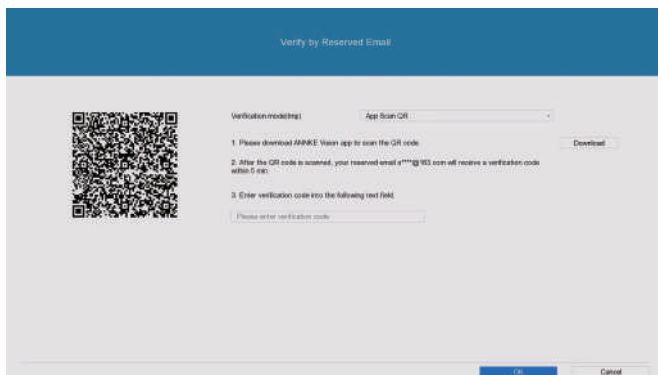 Verify by Reserved Email
Verification mode(tmp) App Scan QR
1. Please download ANNKE Vision app to scan the QR code.
Download
2. After the QR code is scanned, your reserved email a****@163.com will receive a verification code
within 5 min.
3. Enter verification code into the following text field.
Please enter verification code
OK Cancel